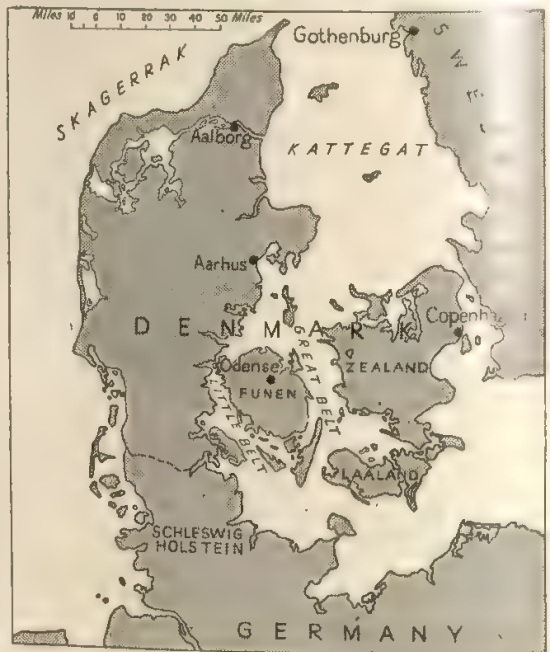 Miles 10 0 10 20 30 40 50 Miles
Gothenburg
SKAGERRAK
Aalborg
KATTEGAT
Aarhus
DENMARK
Odense
FUNEN
GREAT BELT
LITTLE BELT
ZEALAND
LAALAND
SCHLESWIG
HOLSTEIN
GERMANY